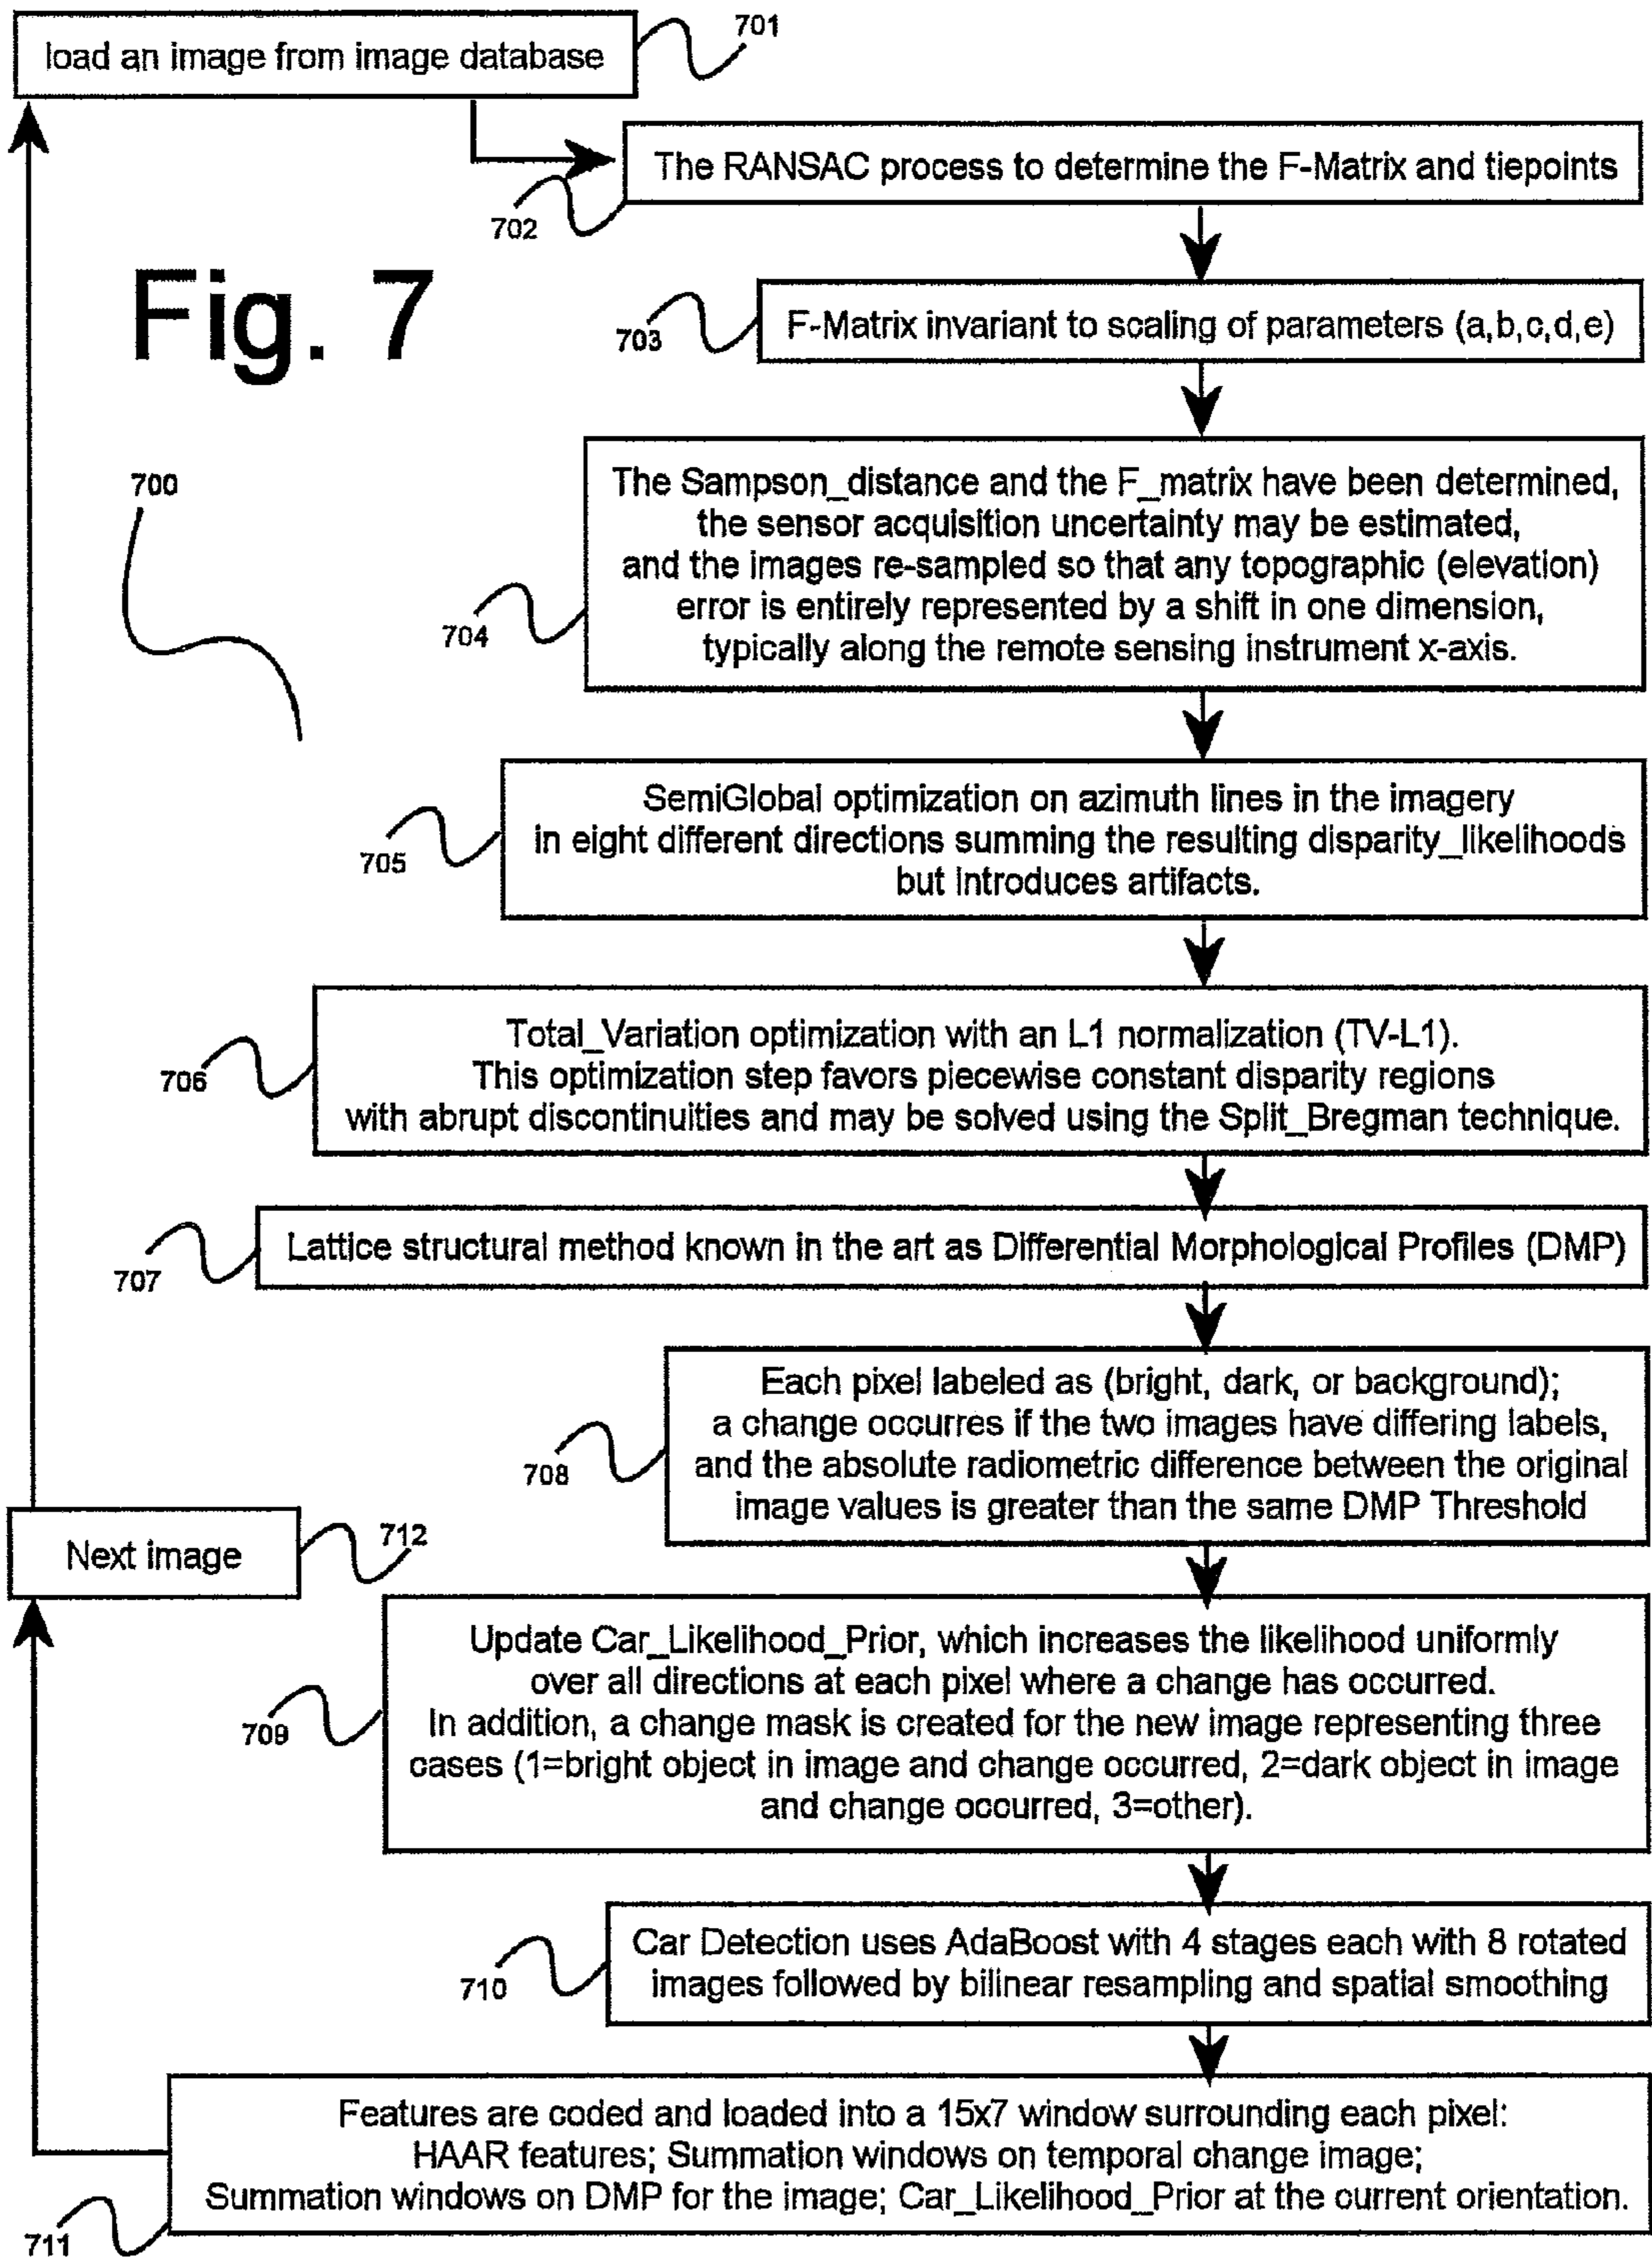 load an image from image database
701
The RANSAC process to determine the F-Matrix and tiepoints
702
Fig. 7
F-Matrix invariant to scaling of parameters (a,b,c,d,e)
703
700
The Sampson_distance and the F_matrix have been determined,
the sensor acquisition uncertainty may be estimated,
and the images re-sampled so that any topographic (elevation)
error is entirely represented by a shift in one dimension,
typically along the remote sensing instrument x-axis.
704
SemiGlobal optimization on azimuth lines in the imagery
in eight different directions summing the resulting disparity_likelihoods
but introduces artifacts.
705
Total_Variation optimization with an L1 normalization (TV-L1).
This optimization step favors piecewise constant disparity regions
with abrupt discontinuities and may be solved using the Split_Bregman technique.
706
Lattice structural method known in the art as Differential Morphological Profiles (DMP)
707
Each pixel labeled as (bright, dark, or background);
a change occurres if the two images have differing labels,
and the absolute radiometric difference between the original
image values is greater than the same DMP Threshold
708
Next image
712
Update Car_Likelihood_Prior, which increases the likelihood uniformly
over all directions at each pixel where a change has occurred.
In addition, a change mask is created for the new image representing three
cases (1=bright object in image and change occurred, 2=dark object in image
and change occurred, 3=other).
709
Car Detection uses AdaBoost with 4 stages each with 8 rotated
images followed by bilinear resampling and spatial smoothing
710
Features are coded and loaded into a 15x7 window surrounding each pixel:
HAAR features; Summation windows on temporal change image;
Summation windows on DMP for the image; Car_Likelihood_Prior at the current orientation.
711